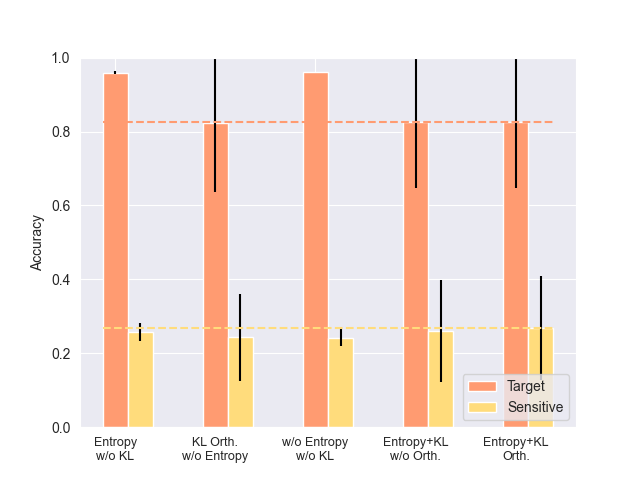 1.0
0.8
0.6
0.4
0.2
0.0
Accuracy
Entropy
w/o KL
KL Orth.
w/o Entropy
w/o Entropy
w/o KL
Entropy+KL
w/o Orth.
Entropy+KL
Orth.
Target
Sensitive